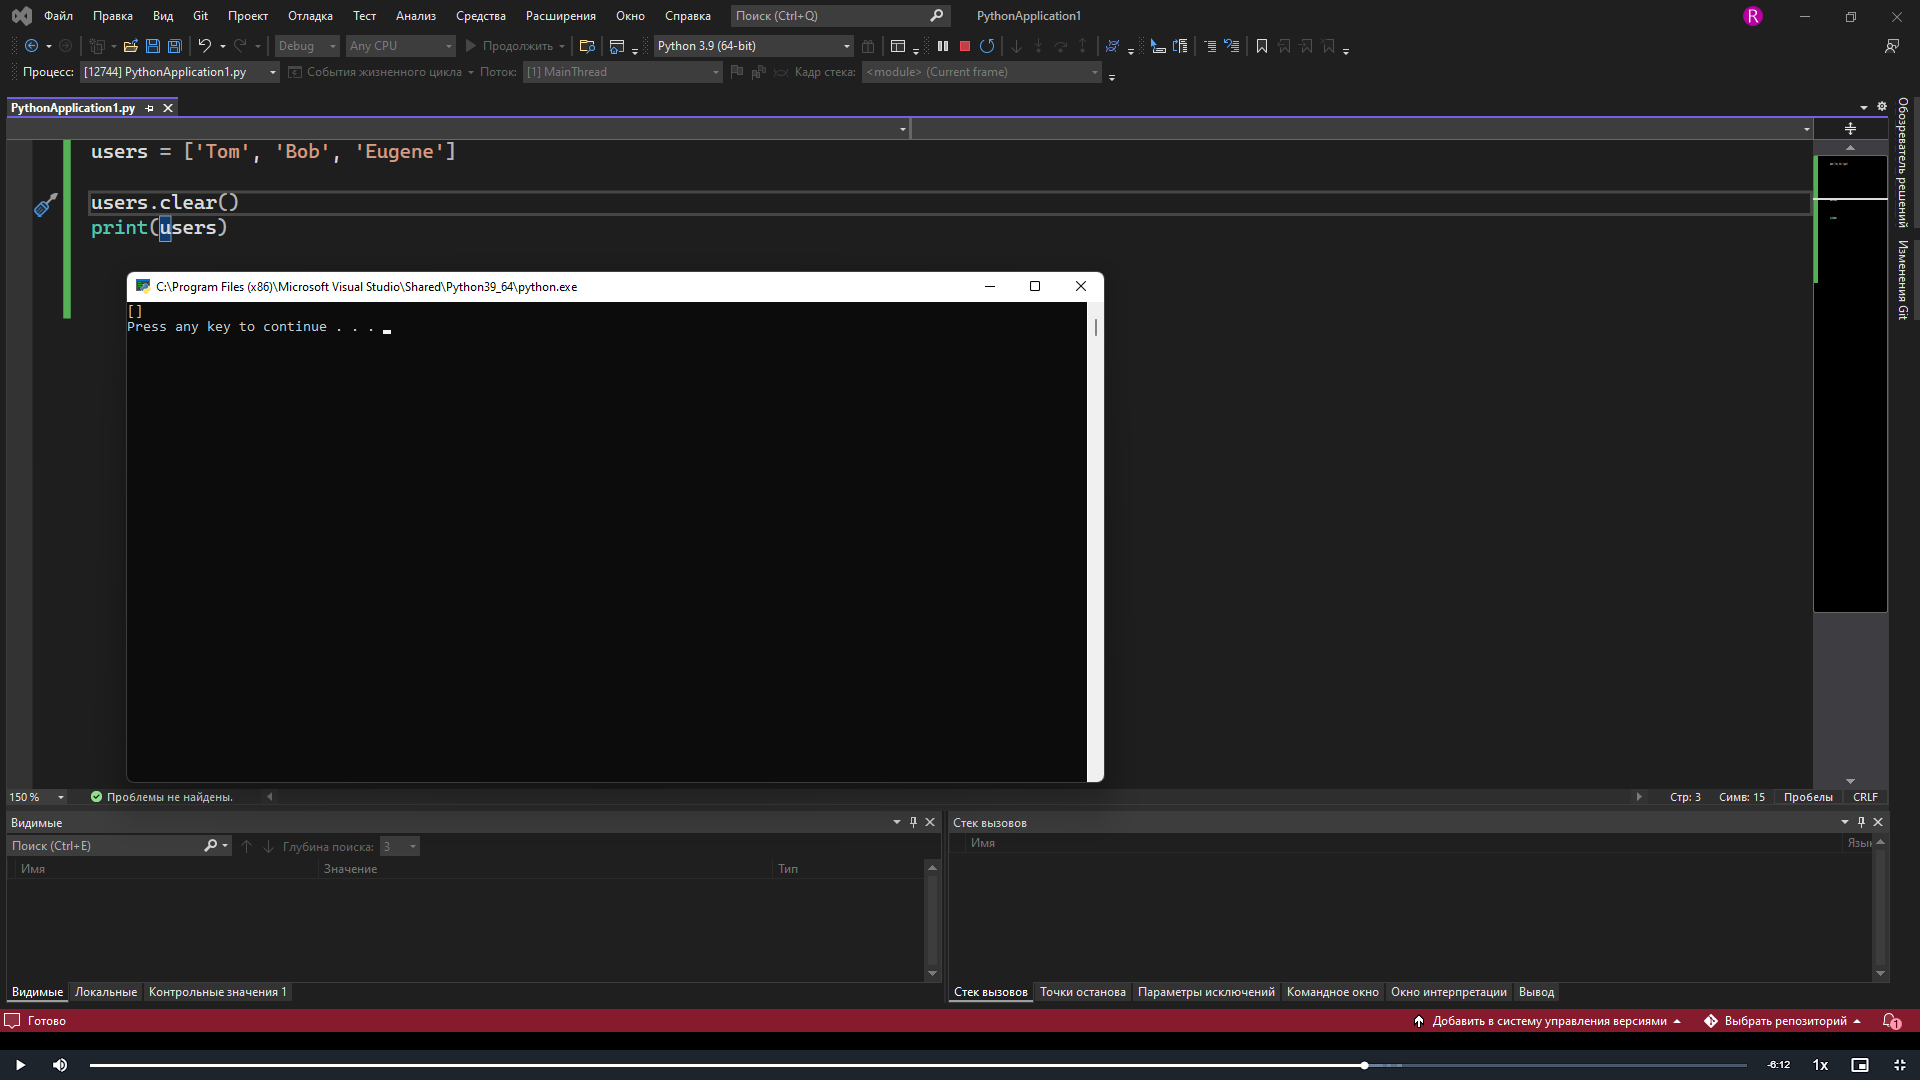 Файл Правка Вид Git Проект Отладка Тест Анализ Средства Расширения Окно Справка Поиск (Ctrl+Q) PythonApplication1 R
Debug Any CPU Продолжить Python 3.9 (64-bit)
Процесс: [12744] PythonApplication1.py События жизненного цикла Поток: [1] MainThread Кадр стека: <module> (Current frame)
PythonApplication1.py
Обозреватель решений
Изменения Git
users = ['Tom', 'Bob', 'Eugene']
users.clear()
print(users)
C:\Program Files (x86)\Microsoft Visual Studio\Shared\Python39_64\python.exe
[]
Press any key to continue . . .
150 % Проблемы не найдены. Стр: 3 Симв: 15 Пробелы CRLF
Видимые
Поиск (Ctrl+E) Глубина поиска: 3
Имя Значение Тип
Видимые Локальные Контрольные значения 1
Стек вызовов
Имя Язык
Стек вызовов Точки останова Параметры исключений Командное окно Окно интерпретации Вывод
Готово Добавить в систему управления версиями Выбрать репозиторий 1
-6:12 1x